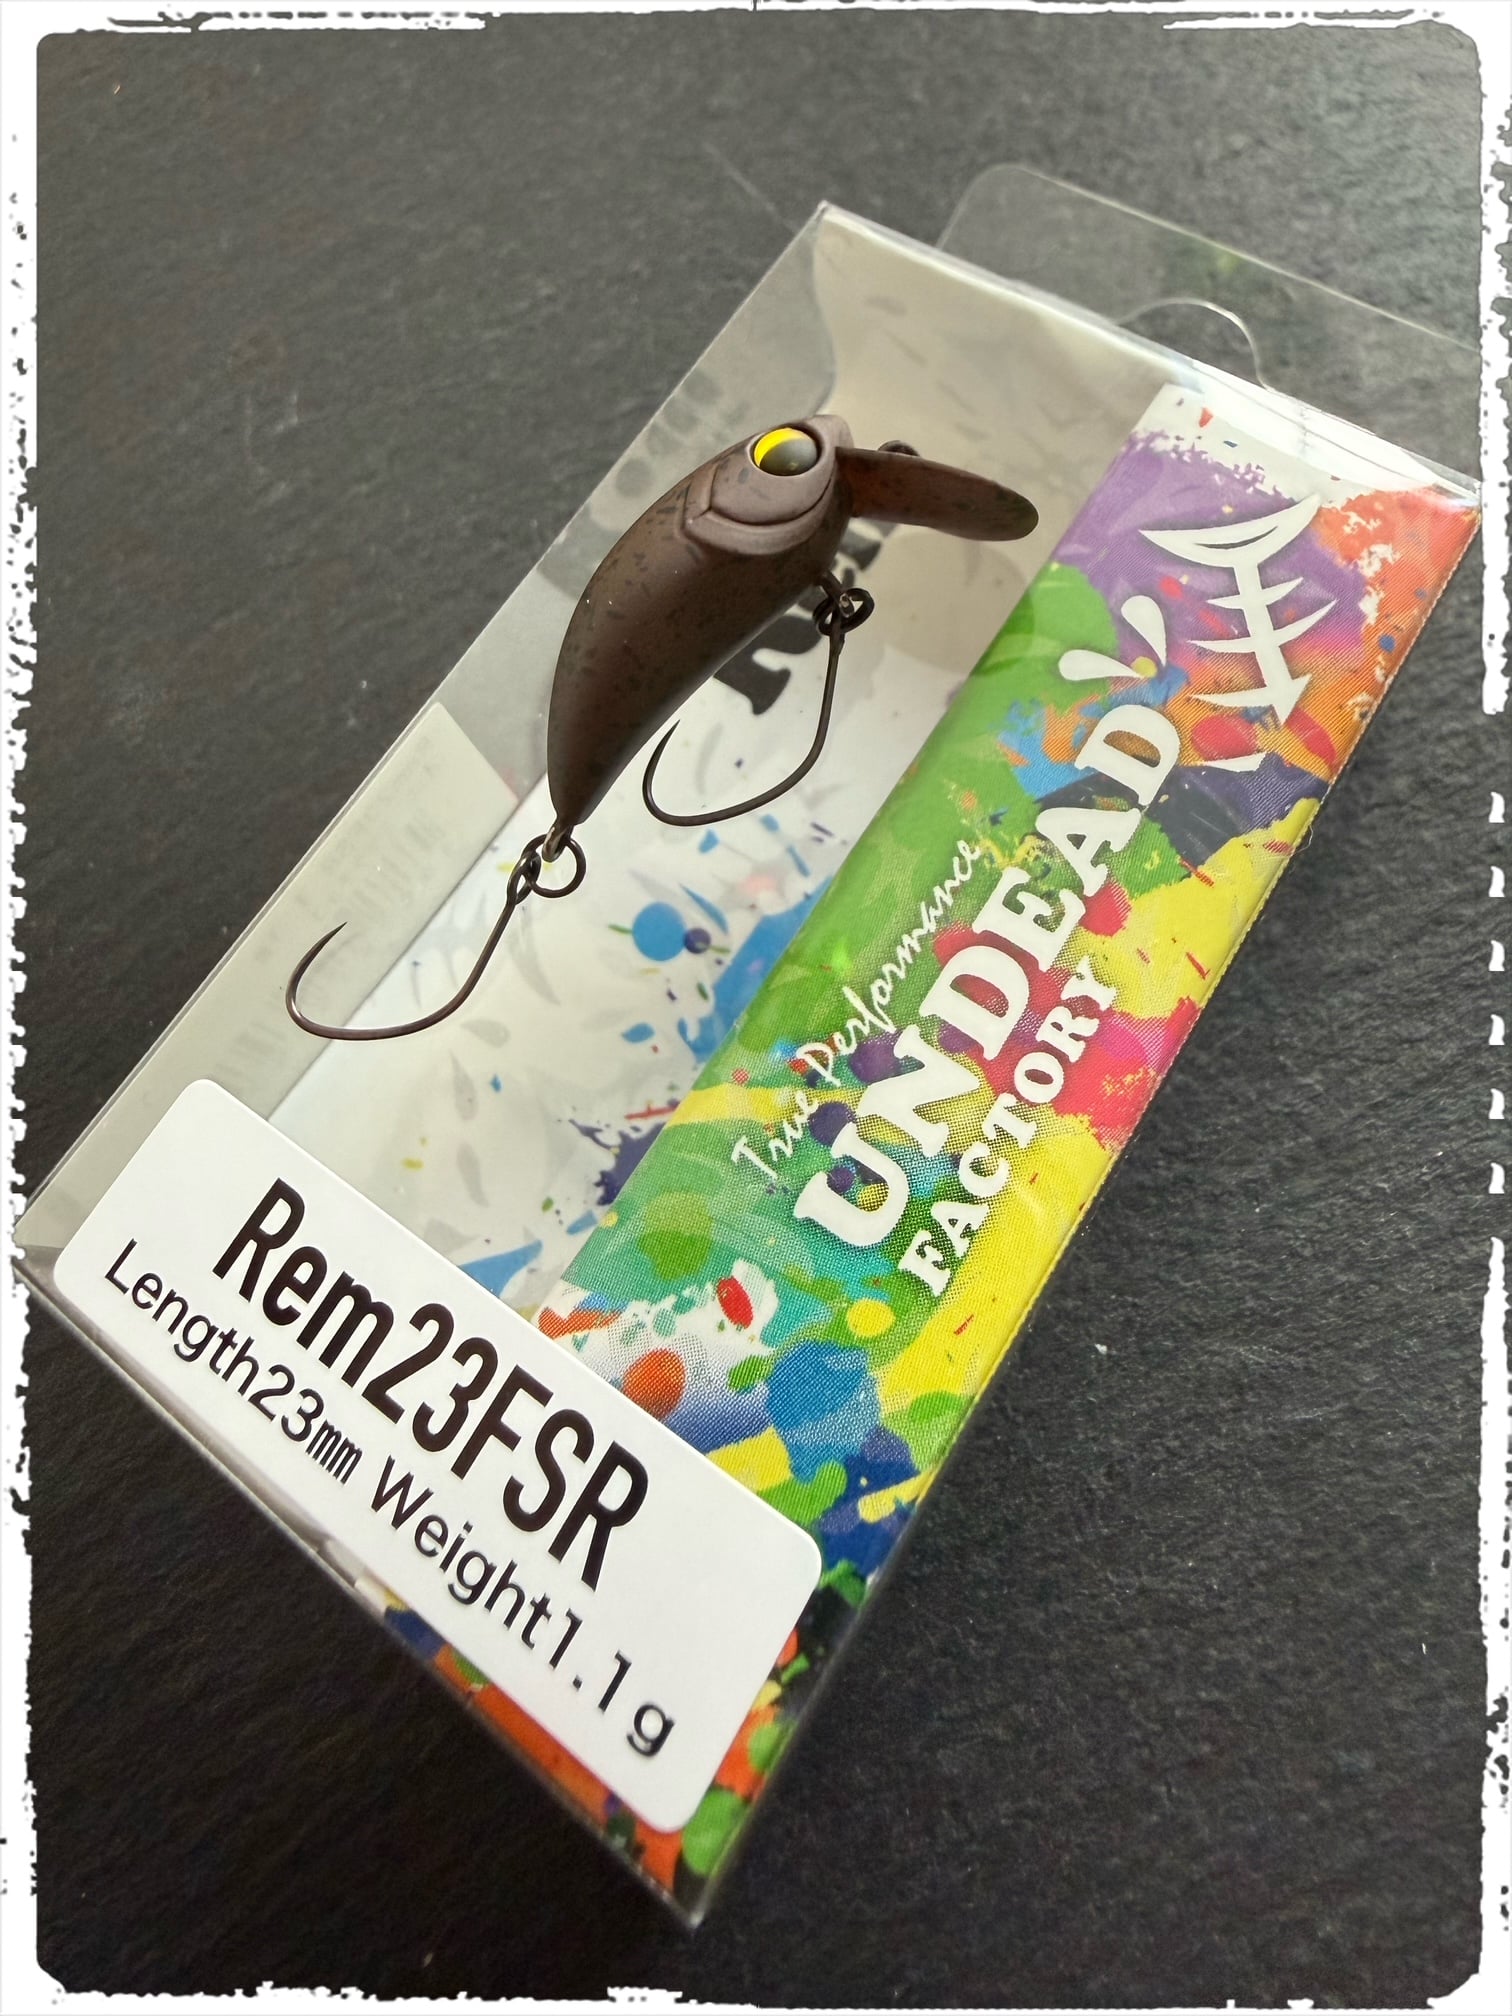 True Performance
UNDEAD
FACTORY
Rem23FSR
Length23mm Weight1.1g